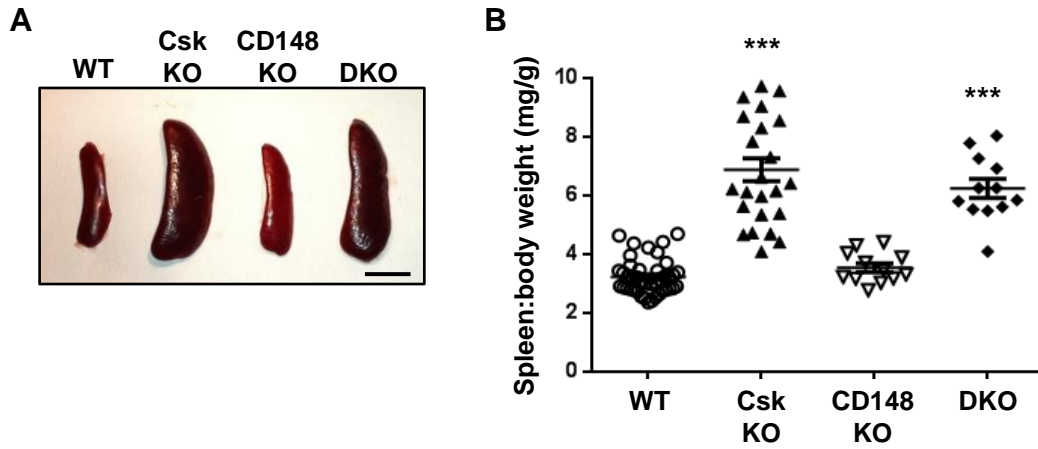 A
WT
Csk
KO
CD148
KO
DKO
B
Spleen:body weight (mg/g)
10
8
6
4
2
0
***
***
WT
Csk
KO
CD148
KO
DKO